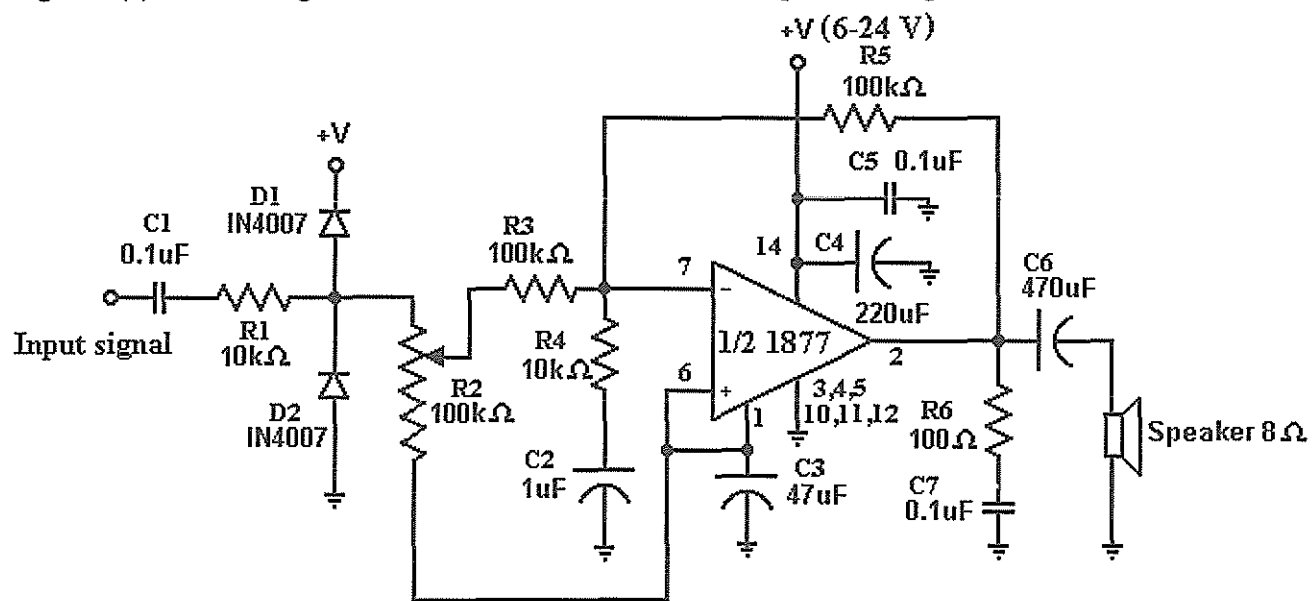 +V (6-24 V)
R5
100kΩ
+V
C5 0.1uF
D1
IN4007
C1
0.1uF
R3
100kΩ
14
C4
7
C6
470uF
220uF
Input signal
R1
10kΩ
R4
10kΩ
−
1/2 1877
2
6
+
R2
100kΩ
3,4,5
10,11,12
1
D2
IN4007
R6
100Ω
Speaker 8Ω
C2
1uF
C3
47uF
C7
0.1uF